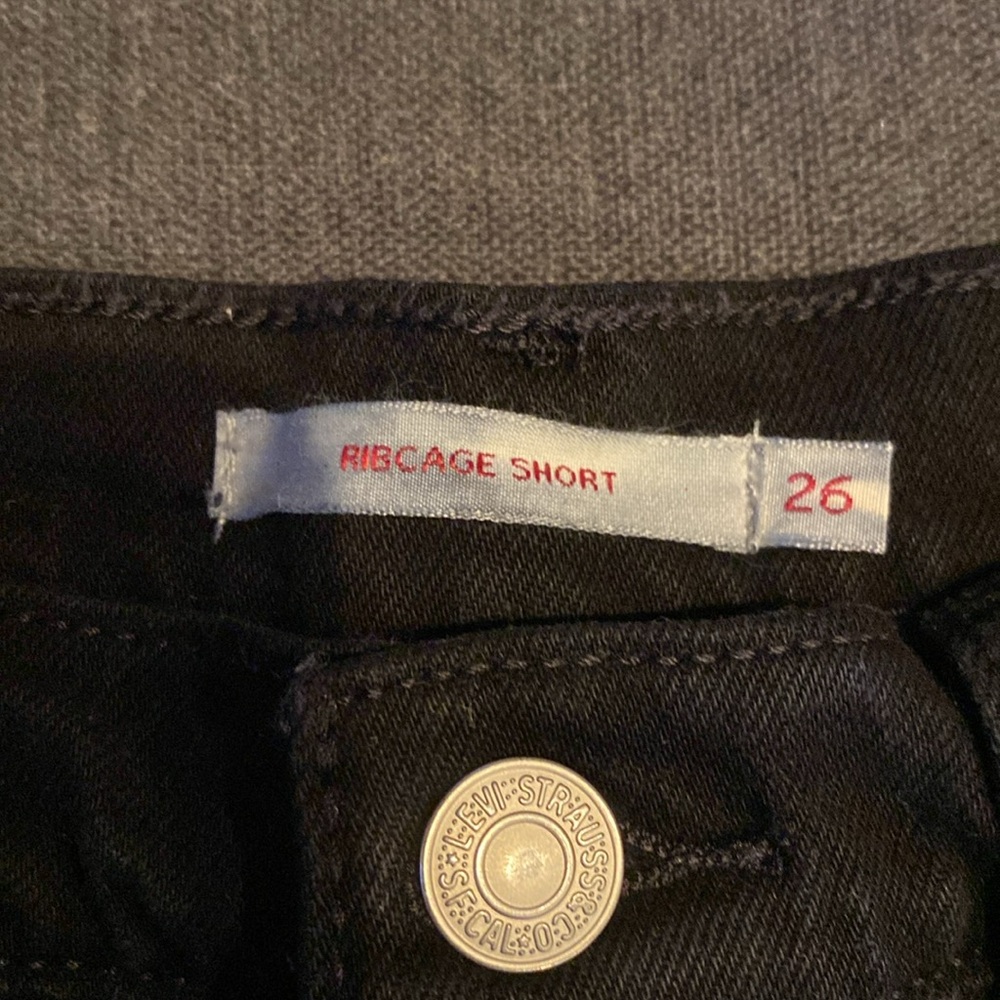 RIBCAGE SHORT
26
LEVI STRAUSS & CO. S.F. CAL